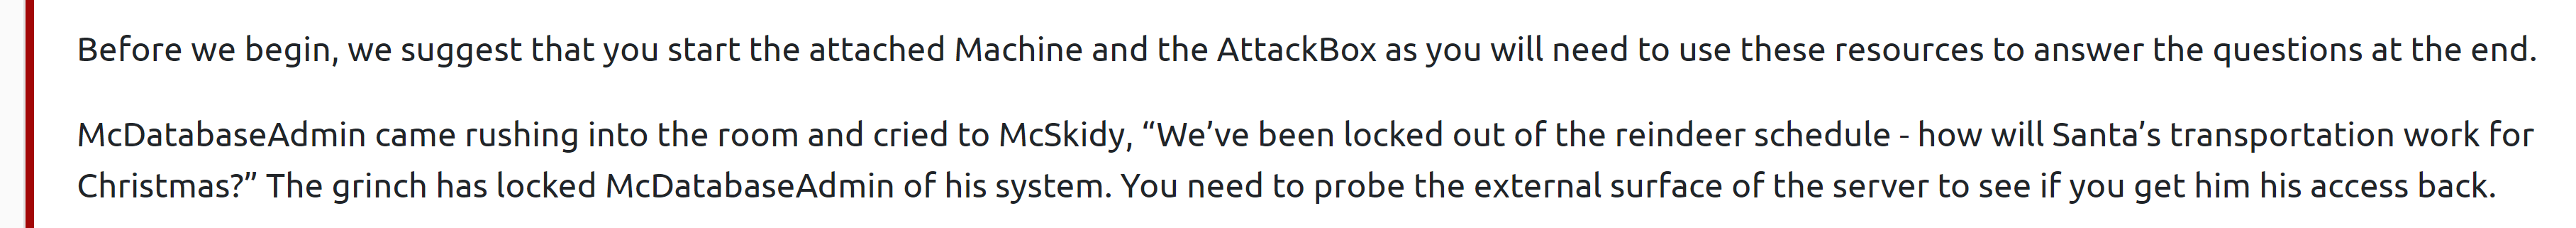 Before we begin, we suggest that you start the attached Machine and the AttackBox as you will need to use these resources to answer the questions at the end.
McDatabaseAdmin came rushing into the room and cried to McSkidy, “We’ve been locked out of the reindeer schedule - how will Santa’s transportation work for
Christmas?” The grinch has locked McDatabaseAdmin of his system. You need to probe the external surface of the server to see if you get him his access back.